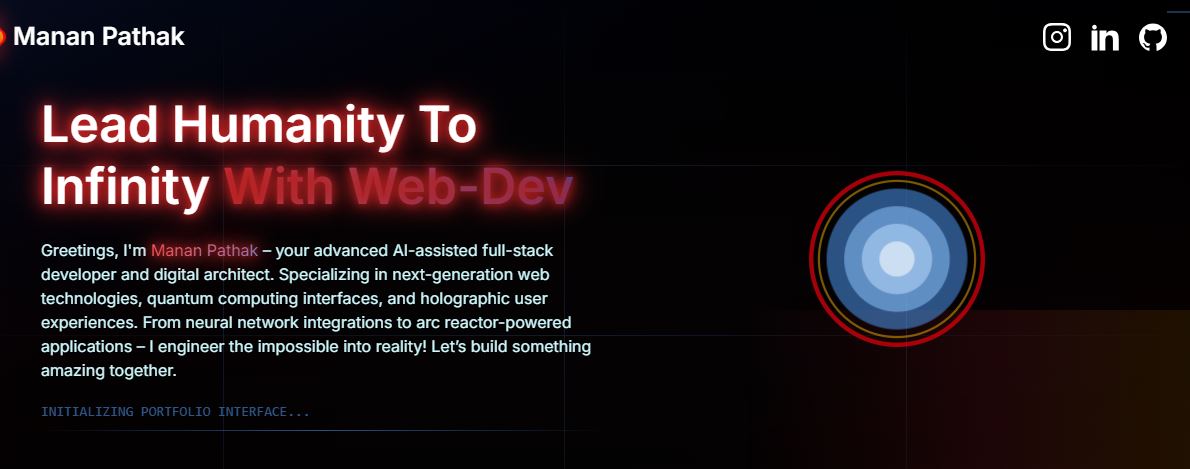 Manan Pathak
Lead Humanity To
Infinity With Web-Dev
Greetings, I'm Manan Pathak – your advanced AI-assisted full-stack
developer and digital architect. Specializing in next-generation web
technologies, quantum computing interfaces, and holographic user
experiences. From neural network integrations to arc reactor-powered
applications – I engineer the impossible into reality! Let’s build something
amazing together.
INITIALIZING PORTFOLIO INTERFACE...